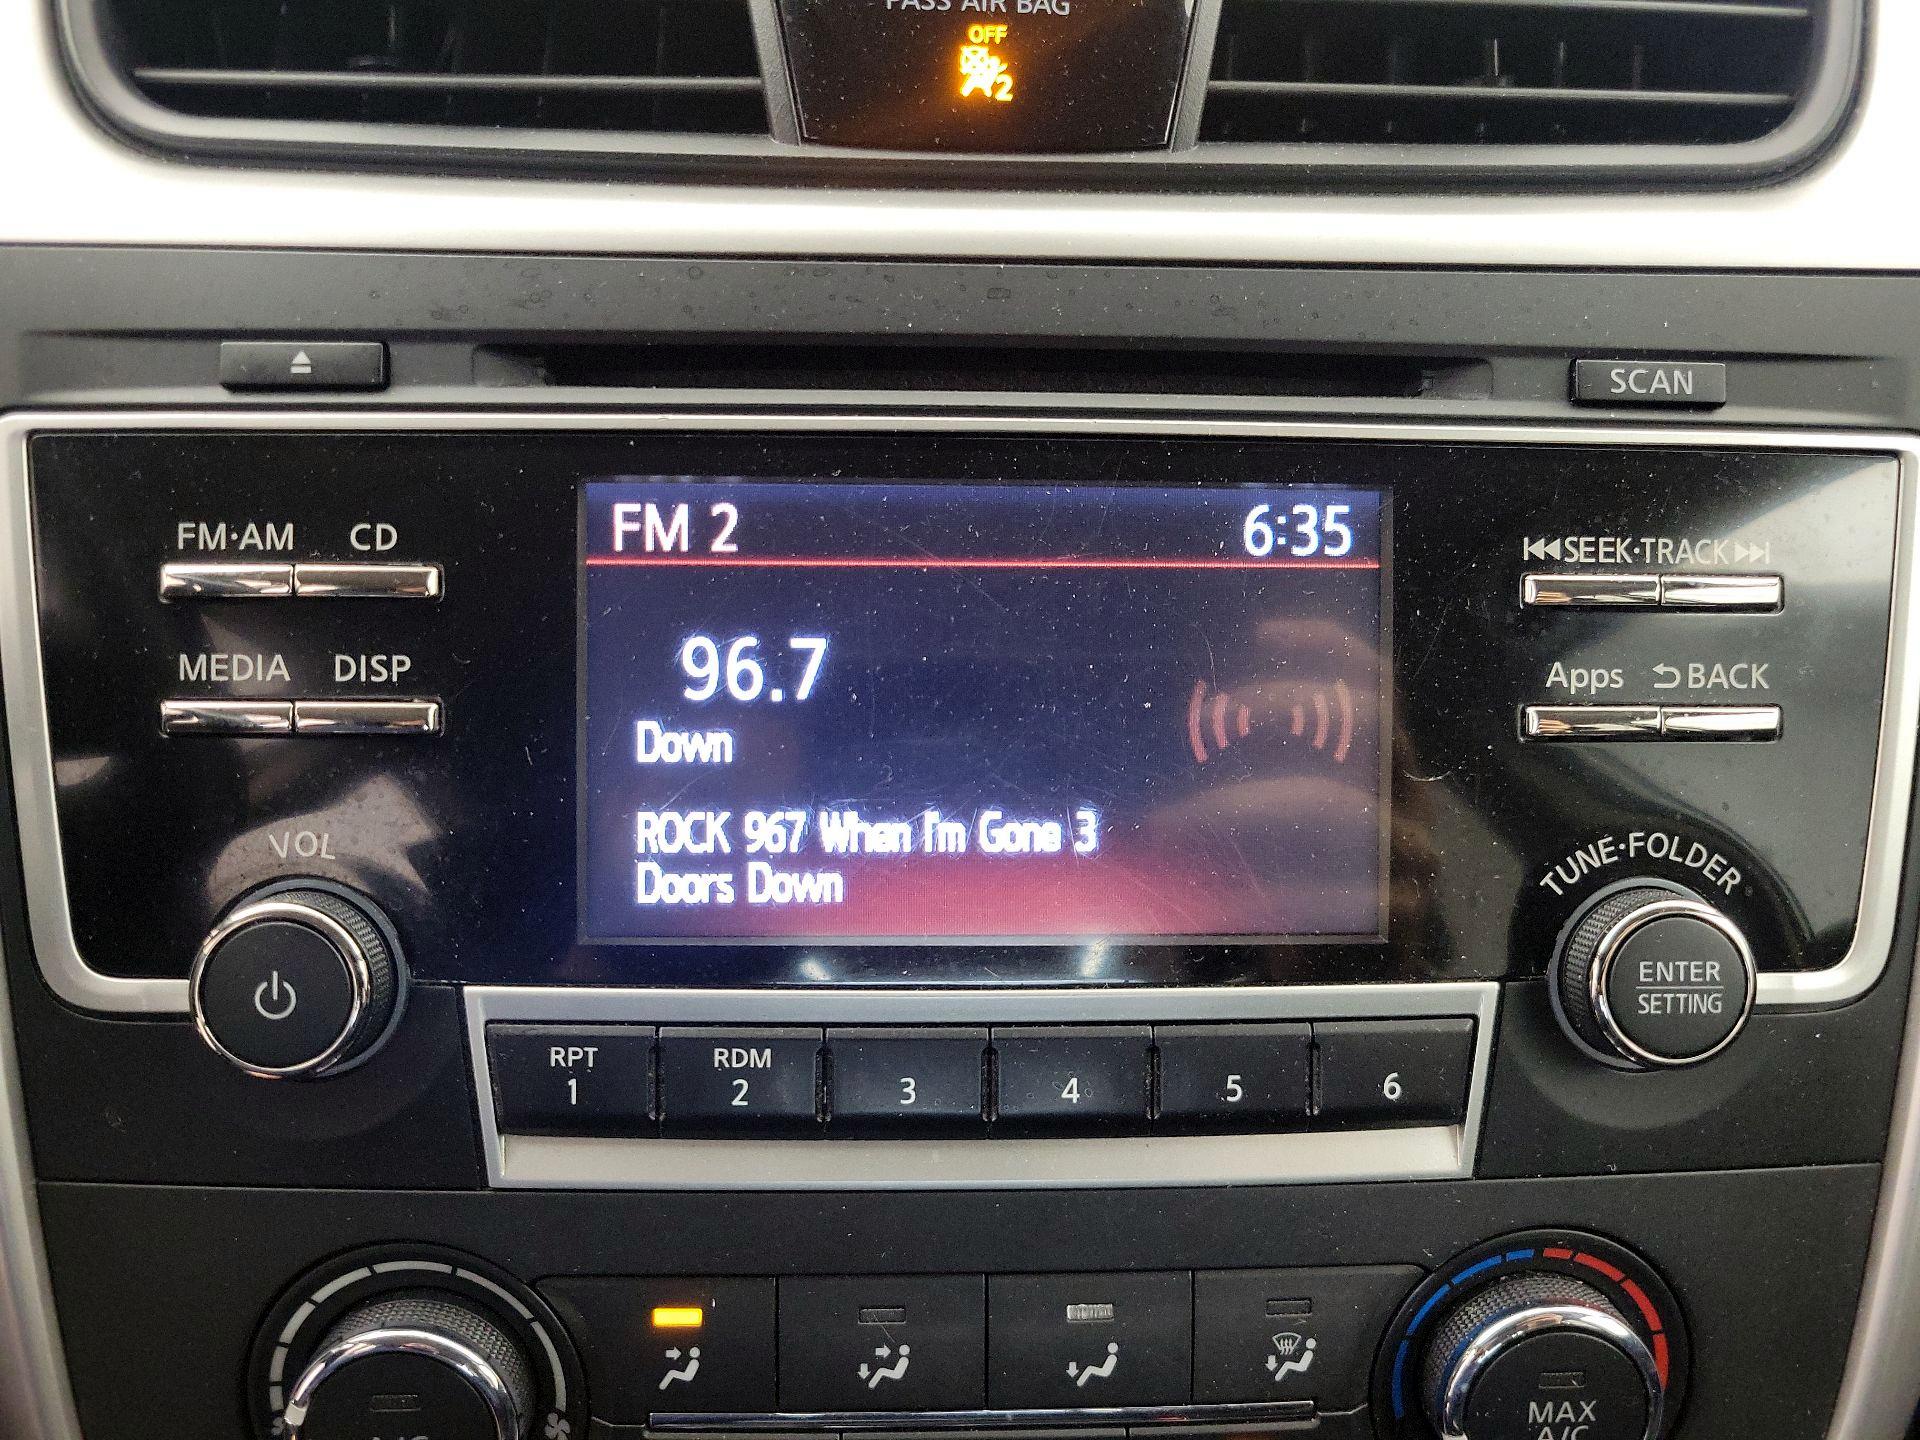 PASS AIR BAG
OFF
2
SCAN
FM·AM CD
FM 2 6:35
SEEK·TRACK
96.7
MEDIA DISP
Apps BACK
Down
VOL
ROCK 967 When I'm Gone 3
Doors Down
TUNE·FOLDER
ENTER
SETTING
RPT RDM
1 2 3 4 5 6
MAX
A/C
A/C